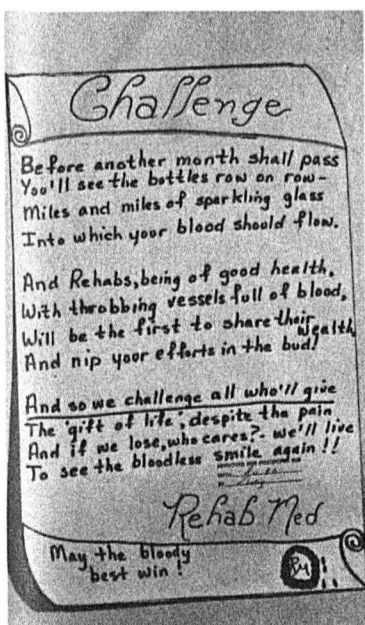 Challenge
Before another month shall pass
You'll see the bottles row on row-
Miles and miles of sparkling glass
Into which your blood should flow.
And Rehabs, being of good health,
With throbbing vessels full of blood,
Will be the first to share their wealth
And nip your efforts in the bud!
And so we challenge all who'll give
The 'gift of life', despite the pain
And if we lose, who cares?- we'll live
To see the bloodless smile again!!
Rehab Med
May the bloody
best win!
RM